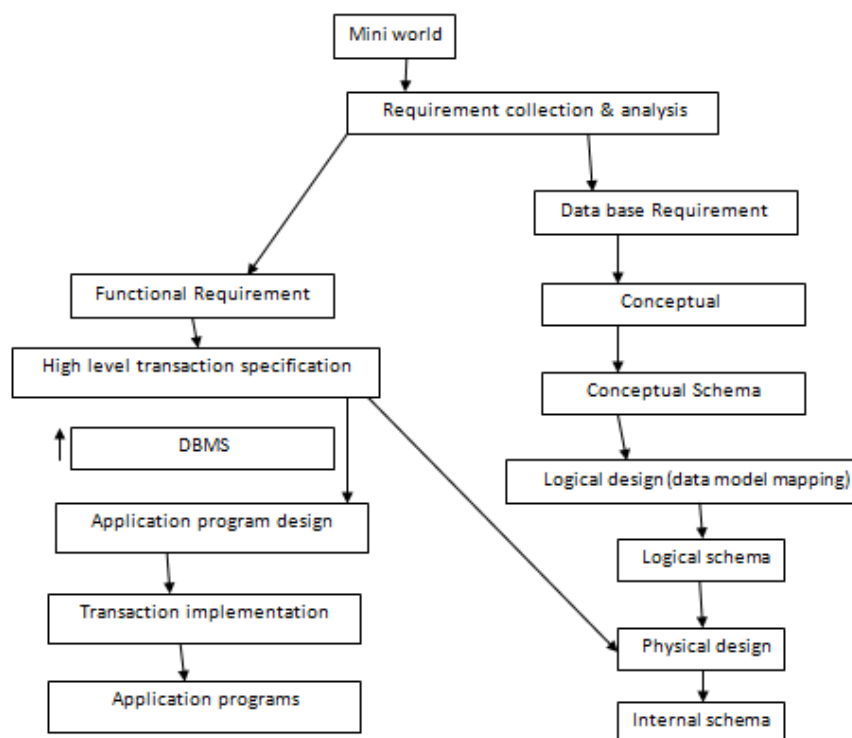 Mini world
Requirement collection & analysis
Data base Requirement
Functional Requirement
Conceptual
High level transaction specification
Conceptual Schema
DBMS
Logical design (data model mapping)
Application program design
Logical schema
Transaction implementation
Physical design
Application programs
Internal schema